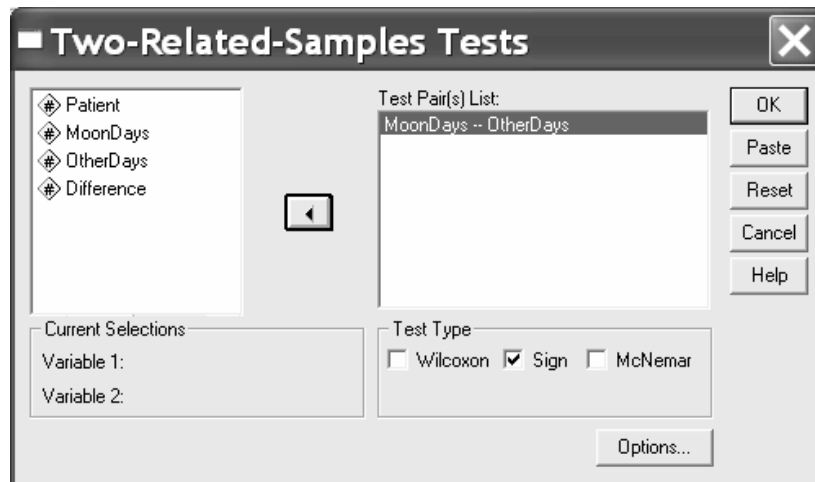 Two-Related-Samples Tests
Patient
MoonDays
OtherDays
Difference
Test Pair(s) List:
MoonDays -- OtherDays
OK
Paste
Reset
Cancel
Help
Current Selections
Variable 1:
Variable 2:
Test Type
Wilcoxon Sign McNemar
Options...